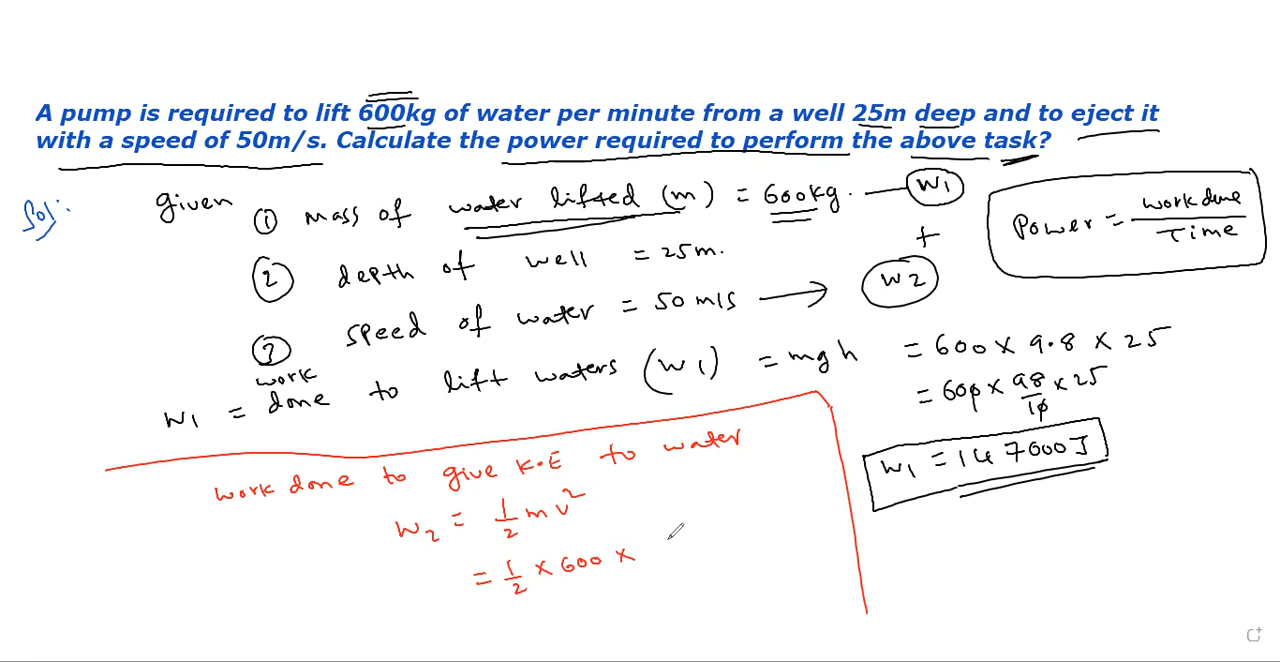 A pump is required to lift 600kg of water per minute from a well 25m deep and to eject it
with a speed of 50m/s. Calculate the power required to perform the above task?
Sol:
given
① mass of water lifted (m) = 600kg. — W1
+
② depth of well = 25m.
W2
Power = work done / Time
③ speed of water = 50 m/s →
W1 = work done to lift waters (W1) = mgh
= 600 × 9.8 × 25
= 600 × 98/10 × 25
W1 = 147000J
work done to give K.E to water
W2 = 1/2 mv²
= 1/2 × 600 ×